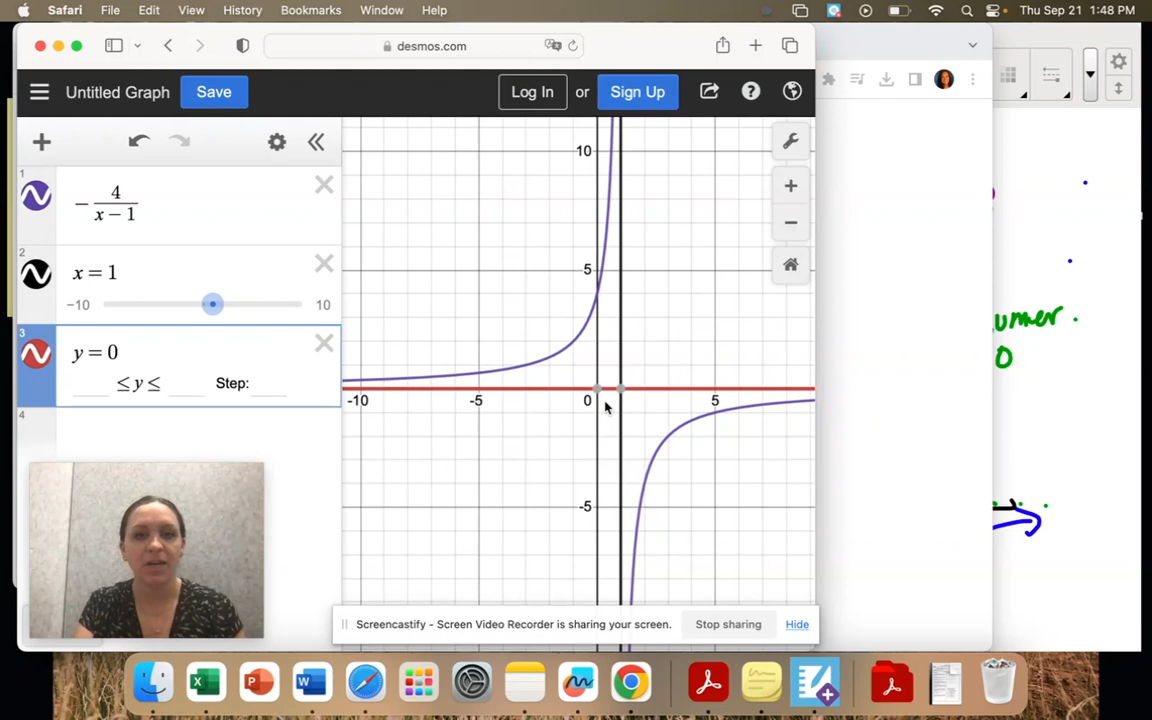 Safari File Edit View History Bookmarks Window Help Thu Sep 21 1:48 PM
desmos.com
Untitled Graph Save Log In or Sign Up
1
- 4
x - 1
2
x = 1
-10 10
3
y = 0
≤ y ≤ Step:
4
10
5
-10 -5 0 5
-5
umner
0
Screencastify - Screen Video Recorder is sharing your screen. Stop sharing Hide